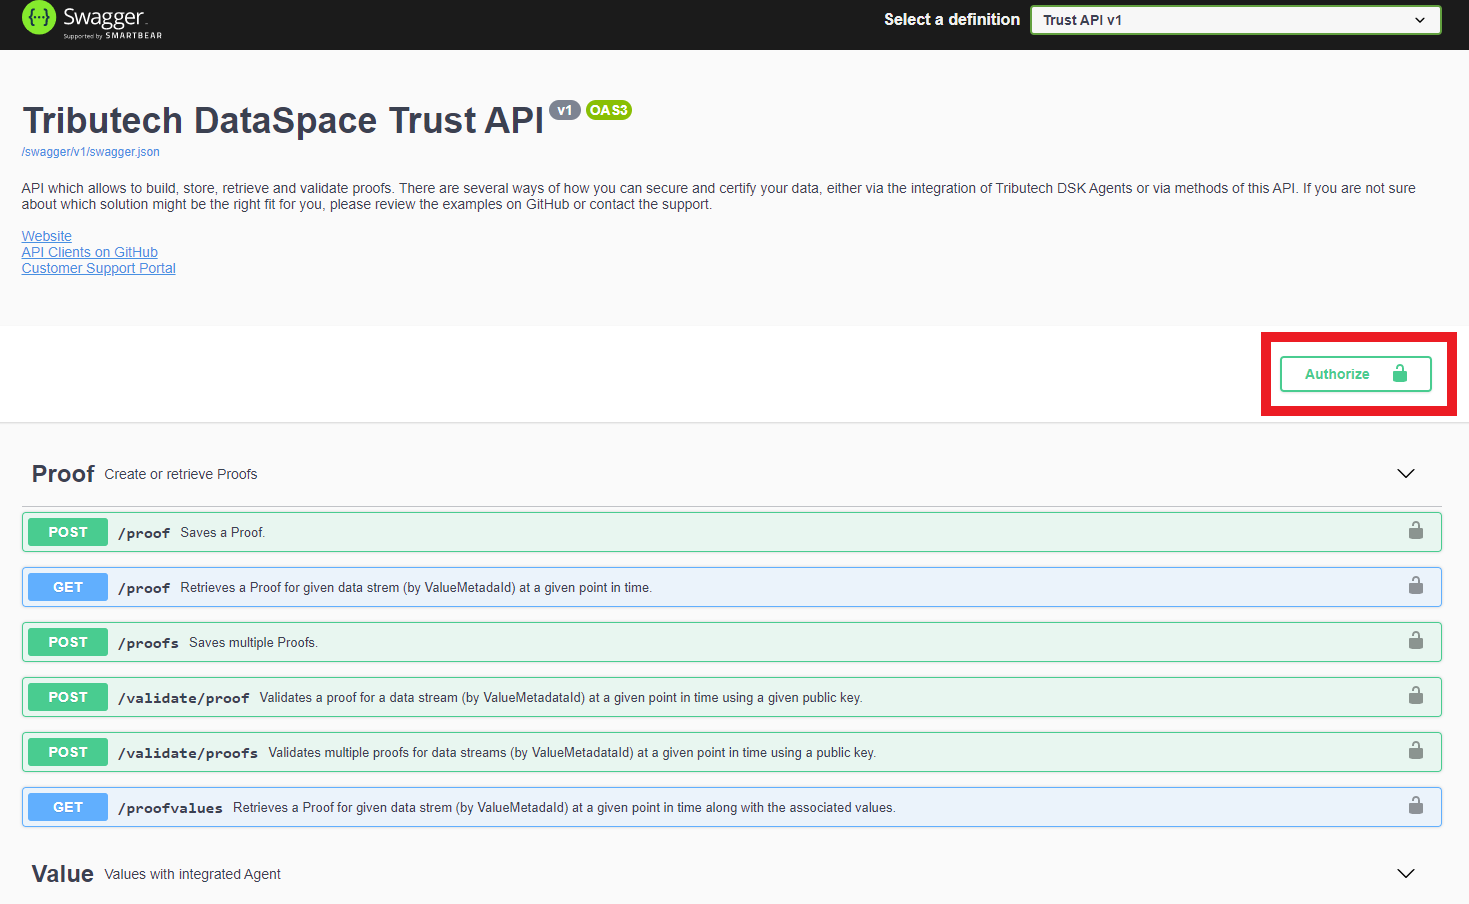 Swagger.
Supported by SMARTBEAR
Select a definition
Trust API v1
Tributech DataSpace Trust API v1 OAS3
/swagger/v1/swagger.json
API which allows to build, store, retrieve and validate proofs. There are several ways of how you can secure and certify your data, either via the integration of Tributech DSK Agents or via methods of this API. If you are not sure
about which solution might be the right fit for you, please review the examples on GitHub or contact the support.
Website
API Clients on GitHub
Customer Support Portal
Authorize
Proof Create or retrieve Proofs
POST /proof Saves a Proof.
GET /proof Retrieves a Proof for given data strem (by ValueMetadaId) at a given point in time.
POST /proofs Saves multiple Proofs.
POST /validate/proof Validates a proof for a data stream (by ValueMetadataId) at a given point in time using a given public key.
POST /validate/proofs Validates multiple proofs for data streams (by ValueMetadataId) at a given point in time using a public key.
GET /proofvalues Retrieves a Proof for given data strem (by ValueMetadaId) at a given point in time along with the associated values.
Value Values with integrated Agent